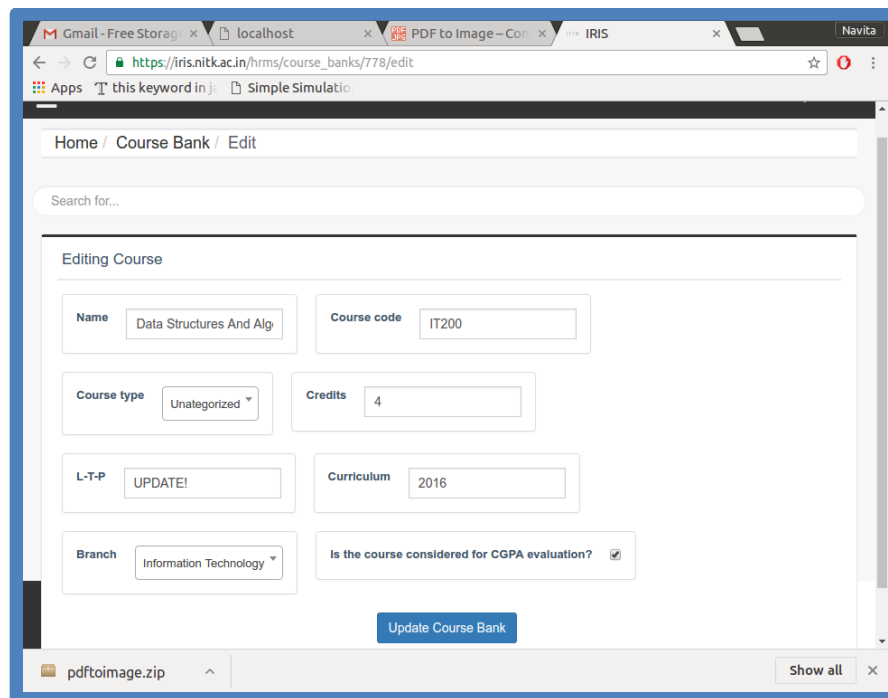 Gmail - Free Storag localhost PDF to Image – Con IRIS Navita
https://iris.nitk.ac.in/hrms/course_banks/778/edit
Apps this keyword in ja Simple Simulatio
Home / Course Bank / Edit
Search for...
Editing Course
Name Data Structures And Algo Course code IT200
Course type Unategorized Credits 4
L-T-P UPDATE! Curriculum 2016
Branch Information Technology Is the course considered for CGPA evaluation?
Update Course Bank
pdftoimage.zip Show all